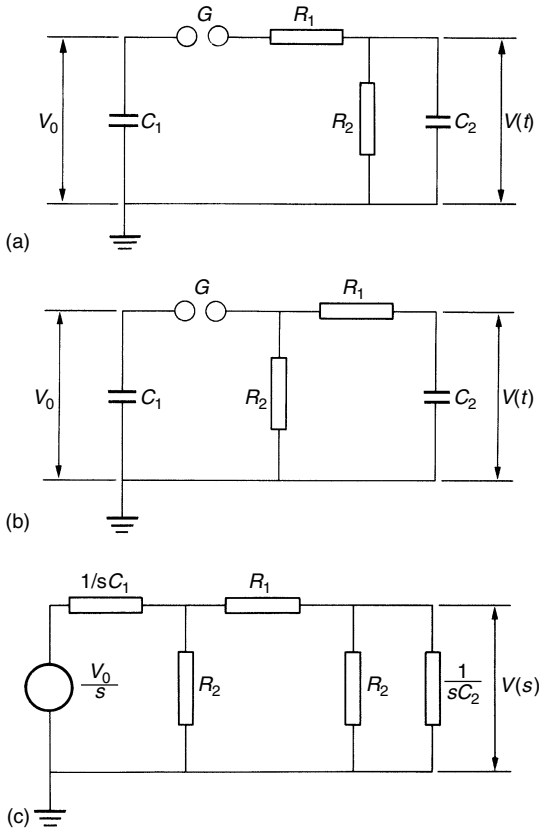 G R₁
V₀ C₁ R₂ C₂ V(t)
(a)
G R₁
V₀ C₁ R₂ C₂ V(t)
(b)
1/sC₁ R₁
V₀/s R₂ R₂ 1/sC₂ V(s)
(c)